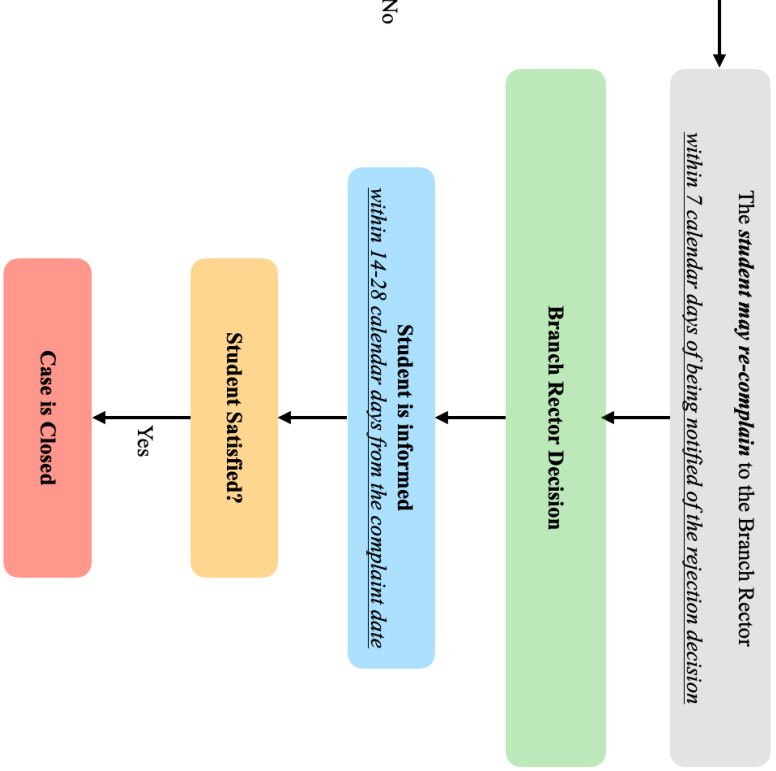 No
The student may re-complain to the Branch Rector
within 7 calendar days of being notified of the rejection decision
Branch Rector Decision
Student is informed
within 14-28 calendar days from the complaint date
Student Satisfied?
Yes
Case is Closed